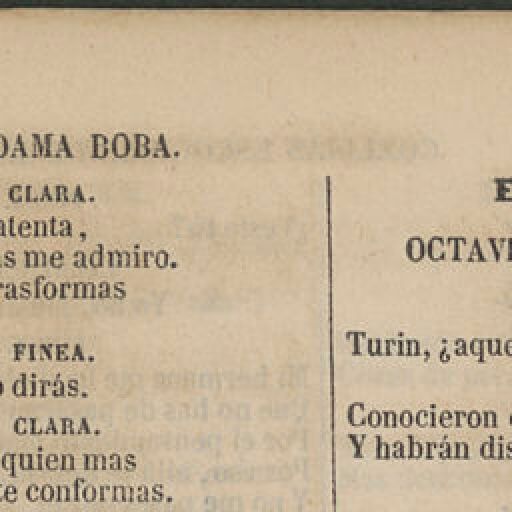 DAMA BOBA.
CLARA.
atenta,
as me admiro.
rasformas
FINEA.
o dirás.
CLARA.
quien mas
te conformas.
E
OCTAVI
Turin, ¿aque
Conocieron
Y habrán dis